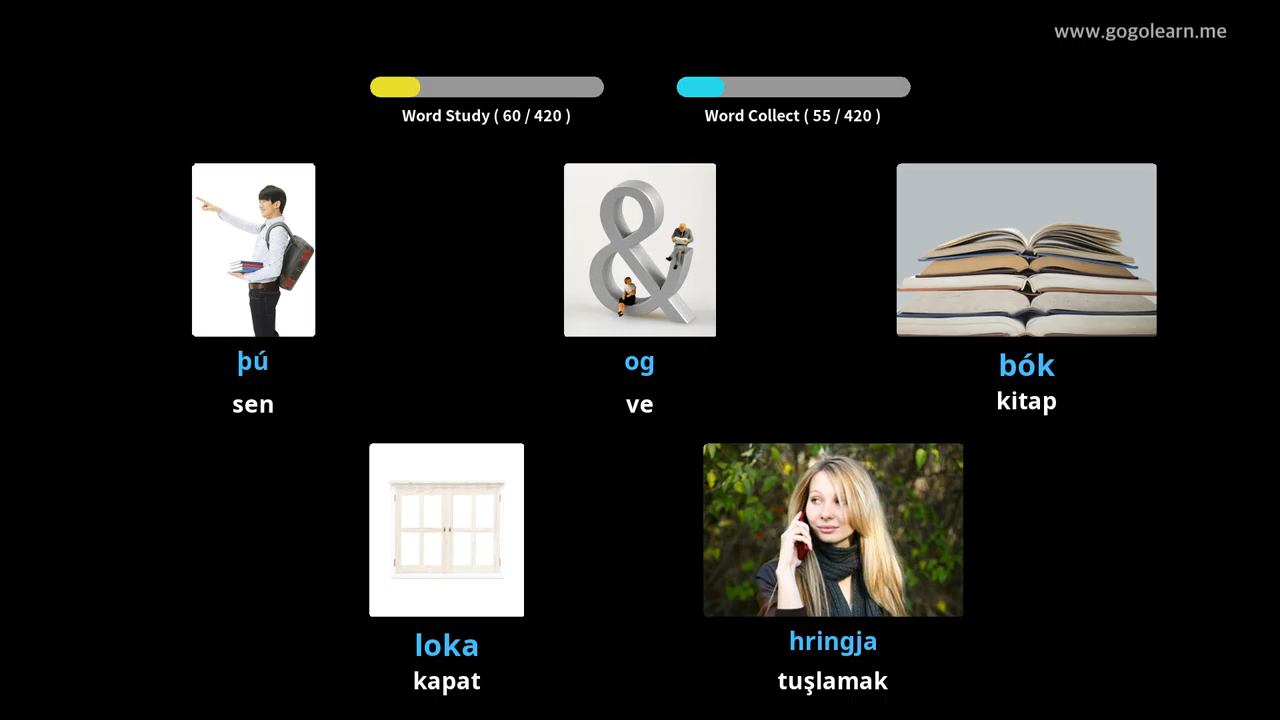 www.gogolearn.me
Word Study ( 60 / 420 )
Word Collect ( 55 / 420 )
þú
og
bók
sen
ve
kitap
loka
hringja
kapat
tuşlamak